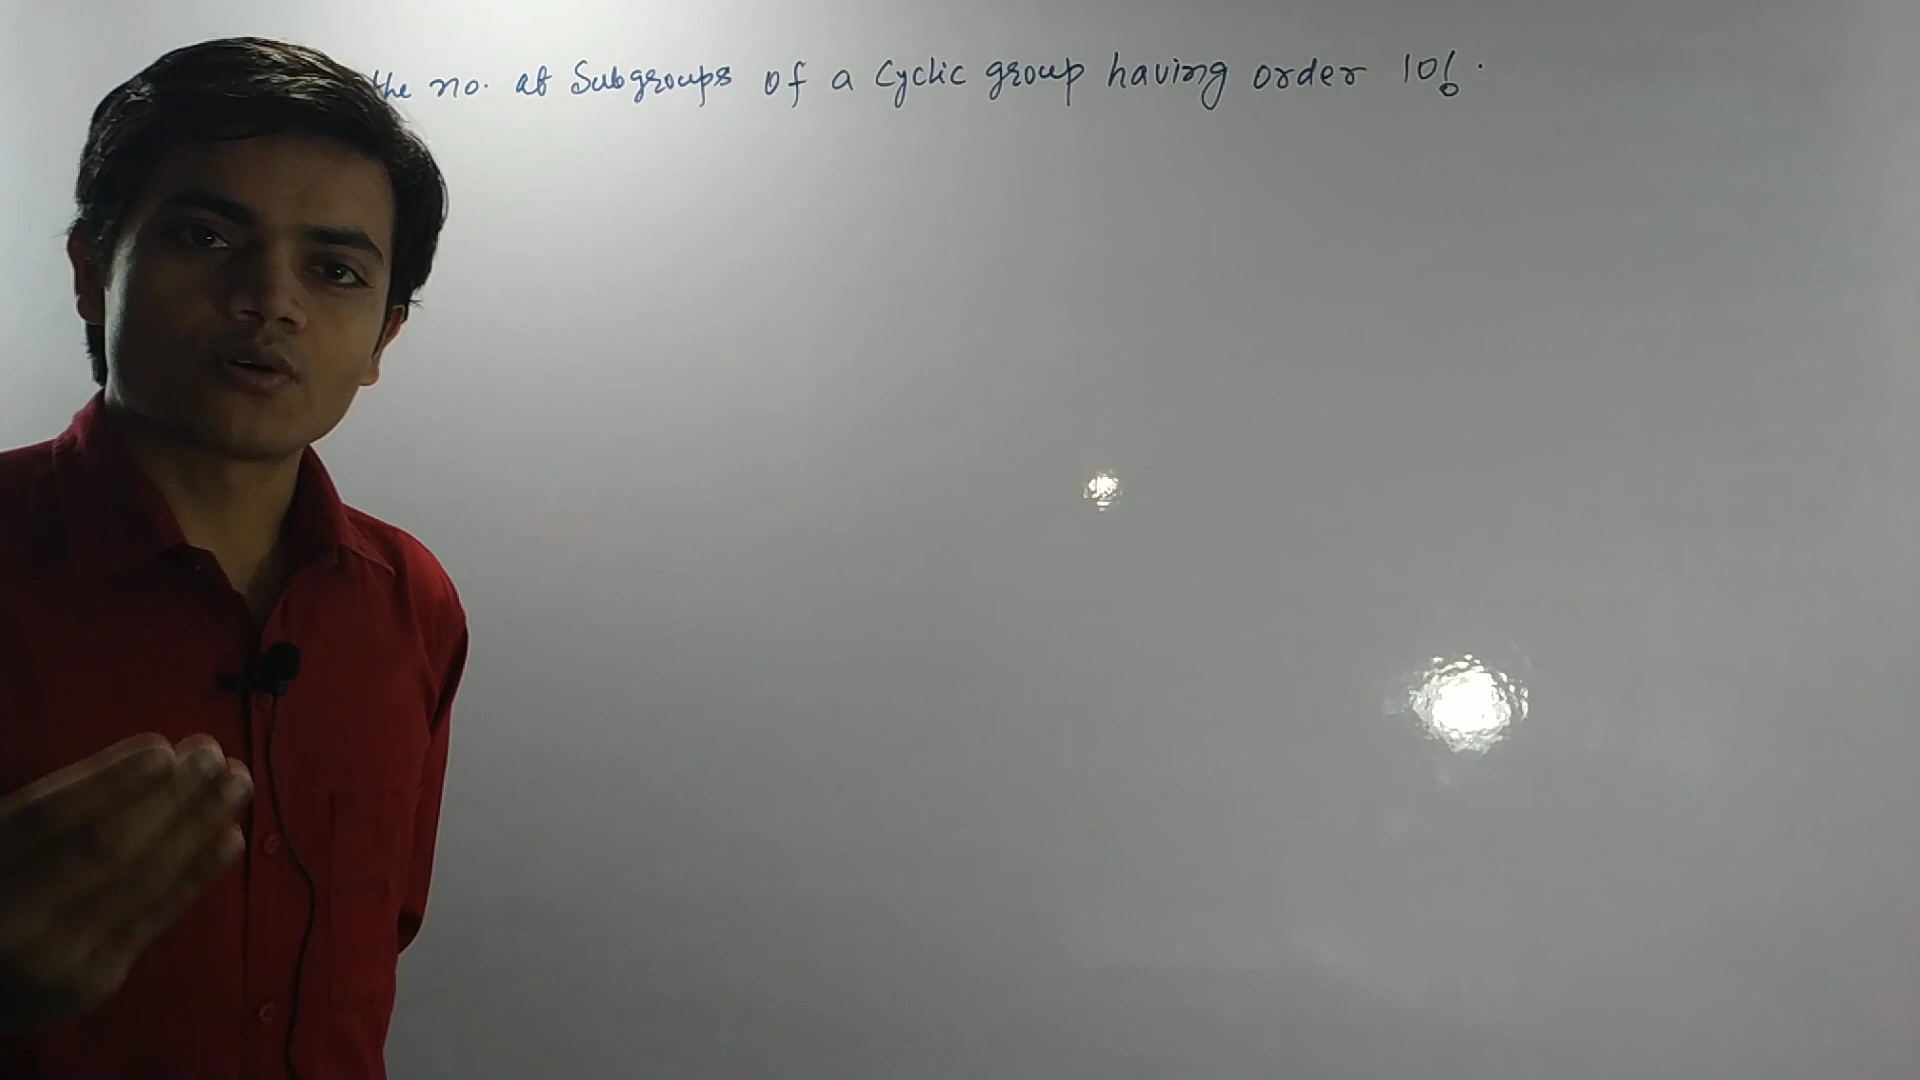 the no. of Subgroups of a Cyclic group having order 10! .